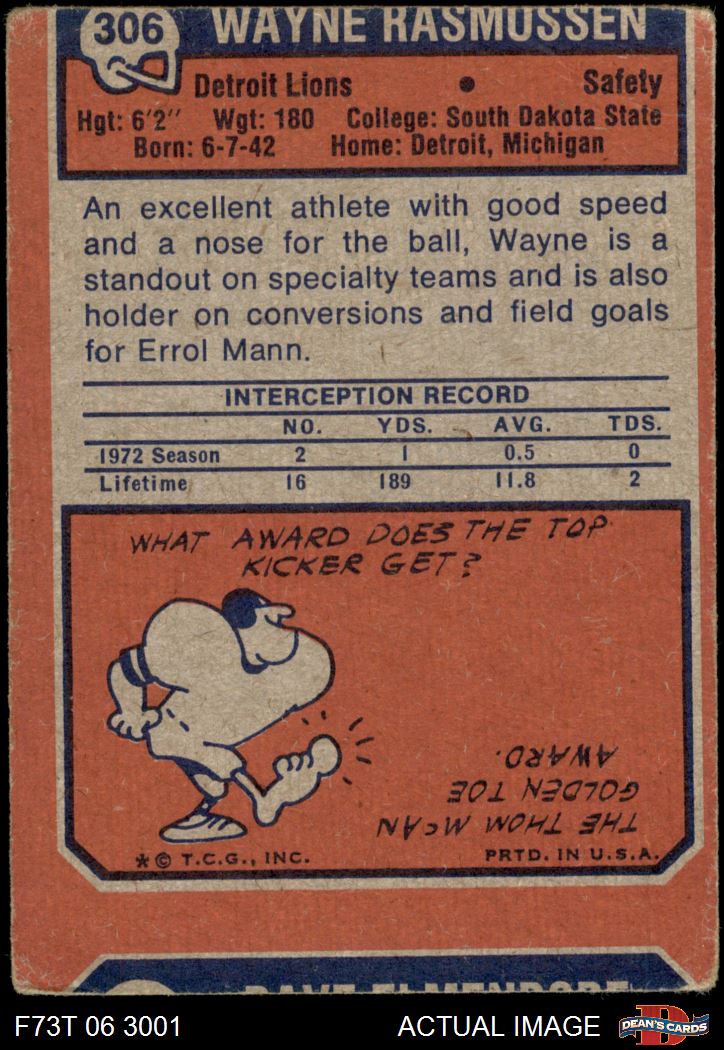 306 WAYNE RASMUSSEN
Detroit Lions • Safety
Hgt: 6'2'' Wgt: 180 College: South Dakota State
Born: 6-7-42 Home: Detroit, Michigan
An excellent athlete with good speed
and a nose for the ball, Wayne is a
standout on specialty teams and is also
holder on conversions and field goals
for Errol Mann.
INTERCEPTION RECORD
NO. YDS. AVG. TDS.
1972 Season 2 1 0.5 0
Lifetime 16 189 11.8 2
WHAT AWARD DOES THE TOP
KICKER GET?
THE THOM McAN
GOLDEN TOE
AWARD.
* © T.C.G., INC. PRTD. IN U.S.A.
DAVE ELMENDORF
F73T 06 3001 ACTUAL IMAGE DEAN'S CARDS